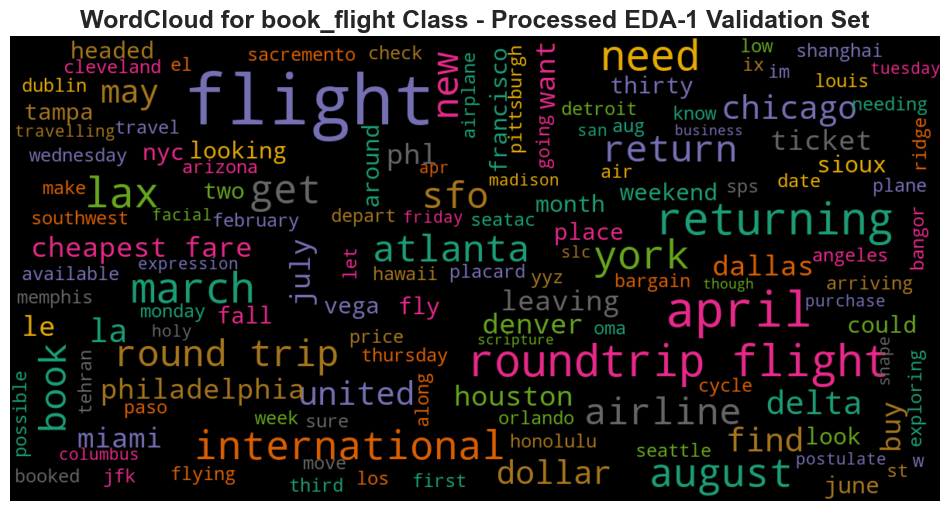 WordCloud for book_flight Class - Processed EDA-1 Validation Set
headed
sacremento
check
low
shanghai
cleveland
el
new
francisco
pittsburgh
want
need
ix
im
tuesday
dublin
may
flight
airplane
thirty
louis
tampa
going
detroit
know
chicago
needing
travelling
travel
around
san
aug
business
ticket
ridge
wednesday
nyc
looking
phl
return
sioux
arizona
apr
madison
air
date
plane
make
lax
two
get
sfo
month
weekend
sps
southwest
facial
february
depart
friday
seatac
returning
bangor
cheapest fare
july
let
atlanta
place
york
slc
dallas
angeles
available
expression
hawaii
placard
yyz
bargain
though
arriving
memphis
march
vega
fly
leaving
april
purchase
monday
fall
oma
le
la
holy
price
denver
scripture
could
book
tehran
round trip
thursday
roundtrip flight
shape
exploring
possible
philadelphia
united
along
houston
cycle
delta
buy
paso
week
sure
orlando
airline
miami
international
honolulu
seattle
find
look
columbus
move
postulate
w
booked
jfk
flying
third
los
first
dollar
august
june
st